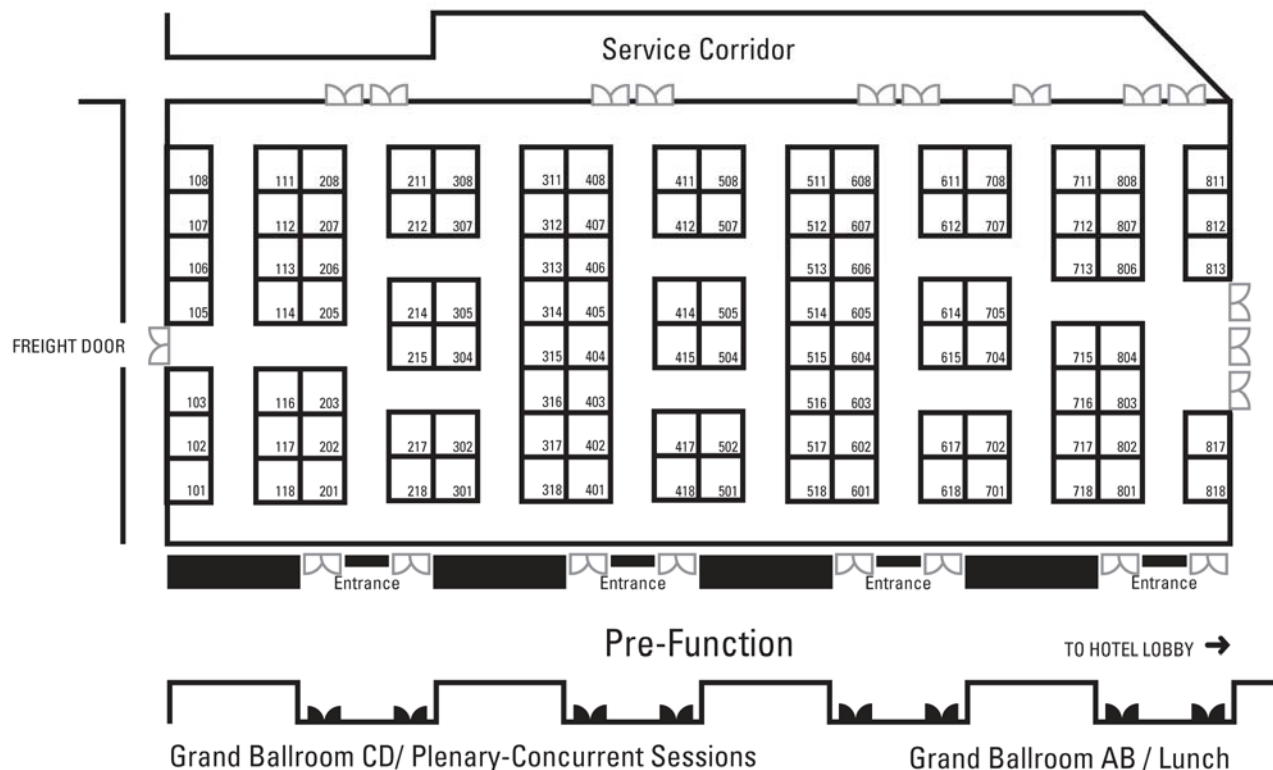 Service Corridor
108 111 208 211 308 311 408 411 508 511 608 611 708 711 808 811
107 112 207 212 307 312 407 412 507 512 607 612 707 712 807 812
106 113 206 313 406 513 606 713 806 813
105 114 205 214 305 314 405 414 505 514 605 614 705
FREIGHT DOOR
215 304 315 404 415 504 515 604 615 704 715 804
103 116 203 316 403 516 603 716 803
102 117 202 217 302 317 402 417 502 517 602 617 702 717 802 817
101 118 201 218 301 318 401 418 501 518 601 618 701 718 801 818
Entrance Entrance Entrance Entrance
Pre-Function
TO HOTEL LOBBY ➔
Grand Ballroom CD/ Plenary-Concurrent Sessions
Grand Ballroom AB / Lunch